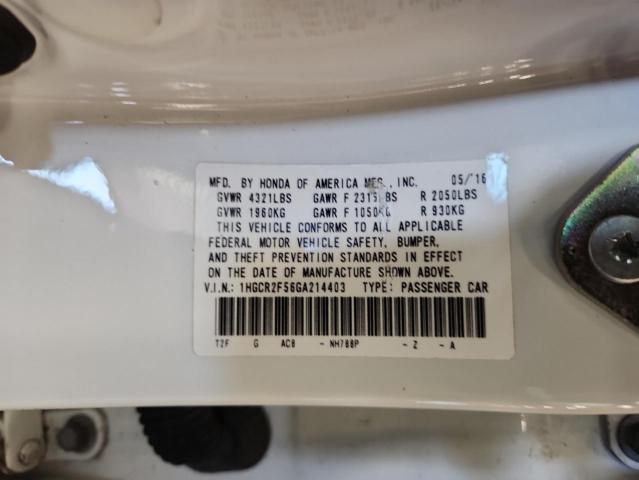 MFD. BY HONDA OF AMERICA MFG., INC. 05/'16
GVWR 4321LBS GAWR F 2315LBS R 2050LBS
GVWR 1960KG GAWR F 1050KG R 930KG
THIS VEHICLE CONFORMS TO ALL APPLICABLE
FEDERAL MOTOR VEHICLE SAFETY, BUMPER,
AND THEFT PREVENTION STANDARDS IN EFFECT
ON THE DATE OF MANUFACTURE SHOWN ABOVE.
V.I.N.: 1HGCR2F56GA214403 TYPE: PASSENGER CAR
T2F G AC8 - NH788P - Z - A